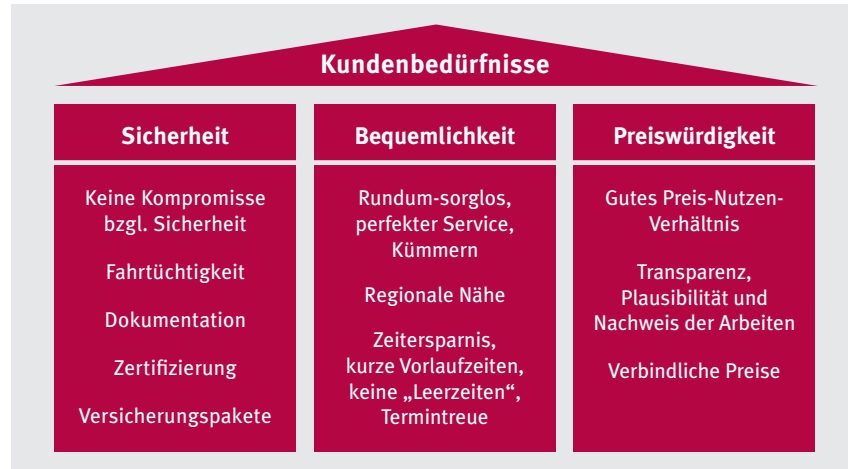 Kundenbedürfnisse
Sicherheit
Keine Kompromisse
bzgl. Sicherheit
Fahrtüchtigkeit
Dokumentation
Zertifizierung
Versicherungspakete
Bequemlichkeit
Rundum-sorglos,
perfekter Service,
Kümmern
Regionale Nähe
Zeitersparnis,
kurze Vorlaufzeiten,
keine „Leerzeiten“,
Termintreue
Preiswürdigkeit
Gutes Preis-Nutzen-
Verhältnis
Transparenz,
Plausibilität und
Nachweis der Arbeiten
Verbindliche Preise